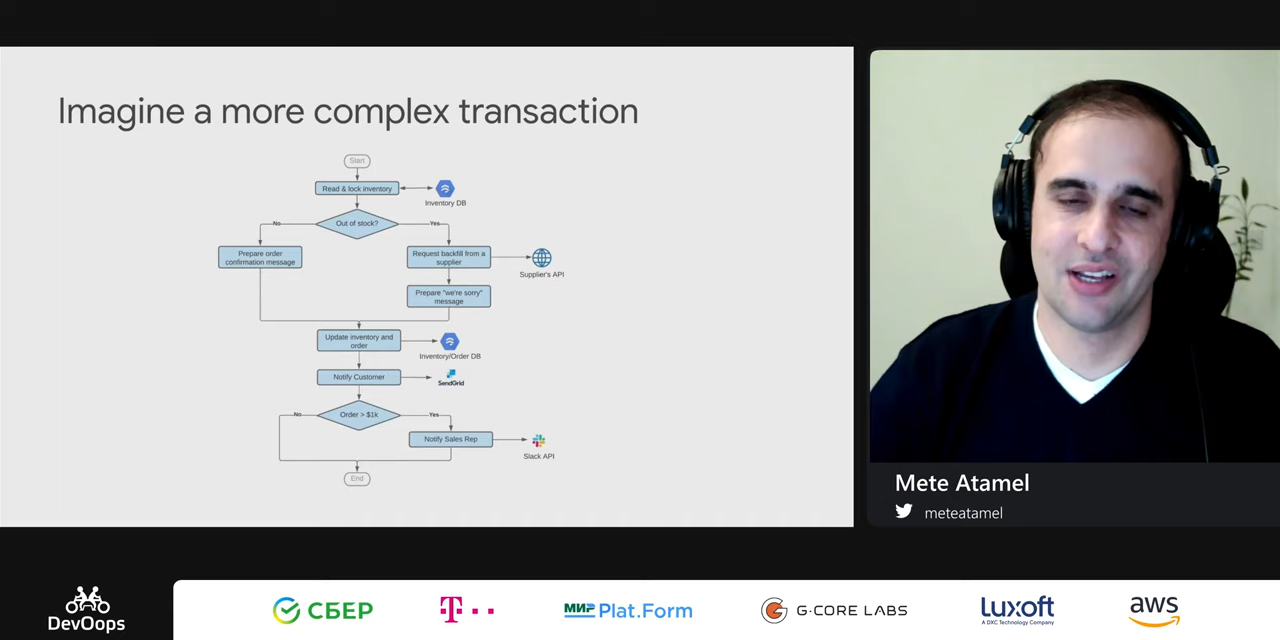 Imagine a more complex transaction
Start
Read & lock inventory
Inventory DB
Out of stock?
No
Yes
Prepare order
confirmation message
Request backfill from a
supplier
Supplier's API
Prepare "we're sorry"
message
Update inventory and
order
Inventory/Order DB
Notify Customer
SendGrid
Order > $1k
No
Yes
Notify Sales Rep
Slack API
End
Mete Atamel
meteatamel
DevOops
СБЕР
T
МИР Plat.Form
G-CORE LABS
luxoft
A DXC Technology Company
aws